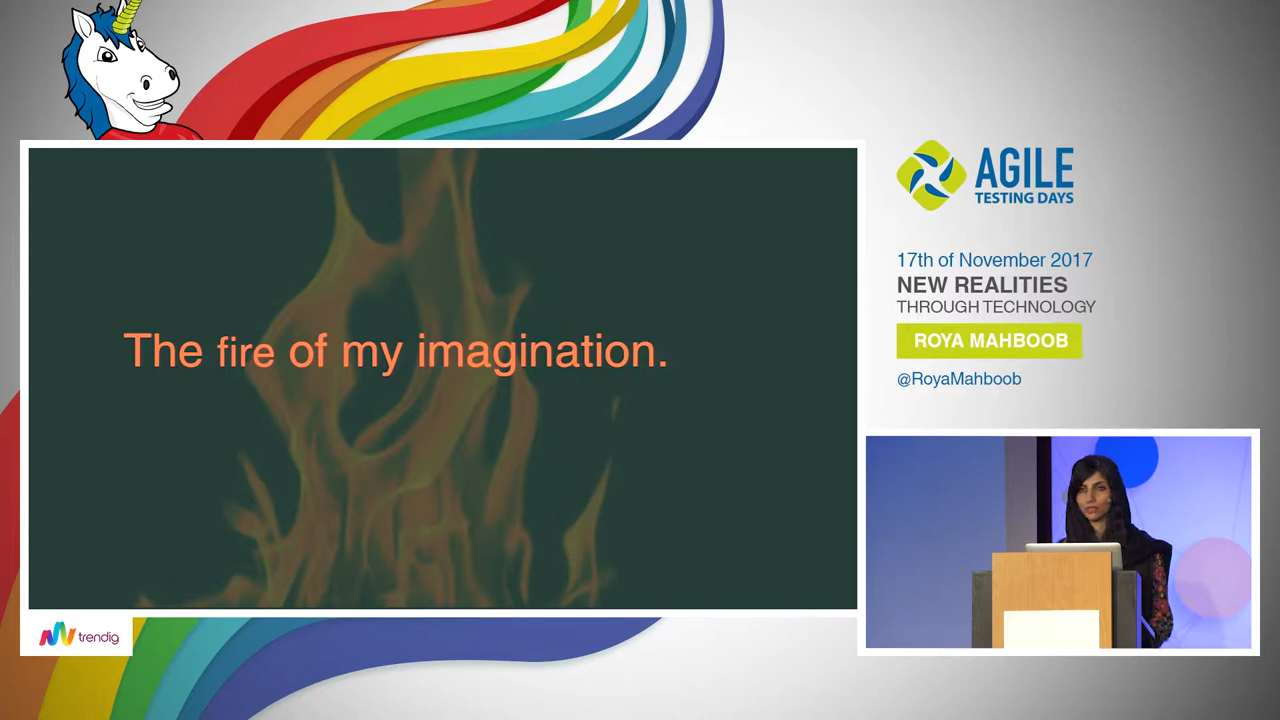 The fire of my imagination.
AGILE
TESTING DAYS
17th of November 2017
NEW REALITIES
THROUGH TECHNOLOGY
ROYA MAHBOOB
@RoyaMahboob
trendig